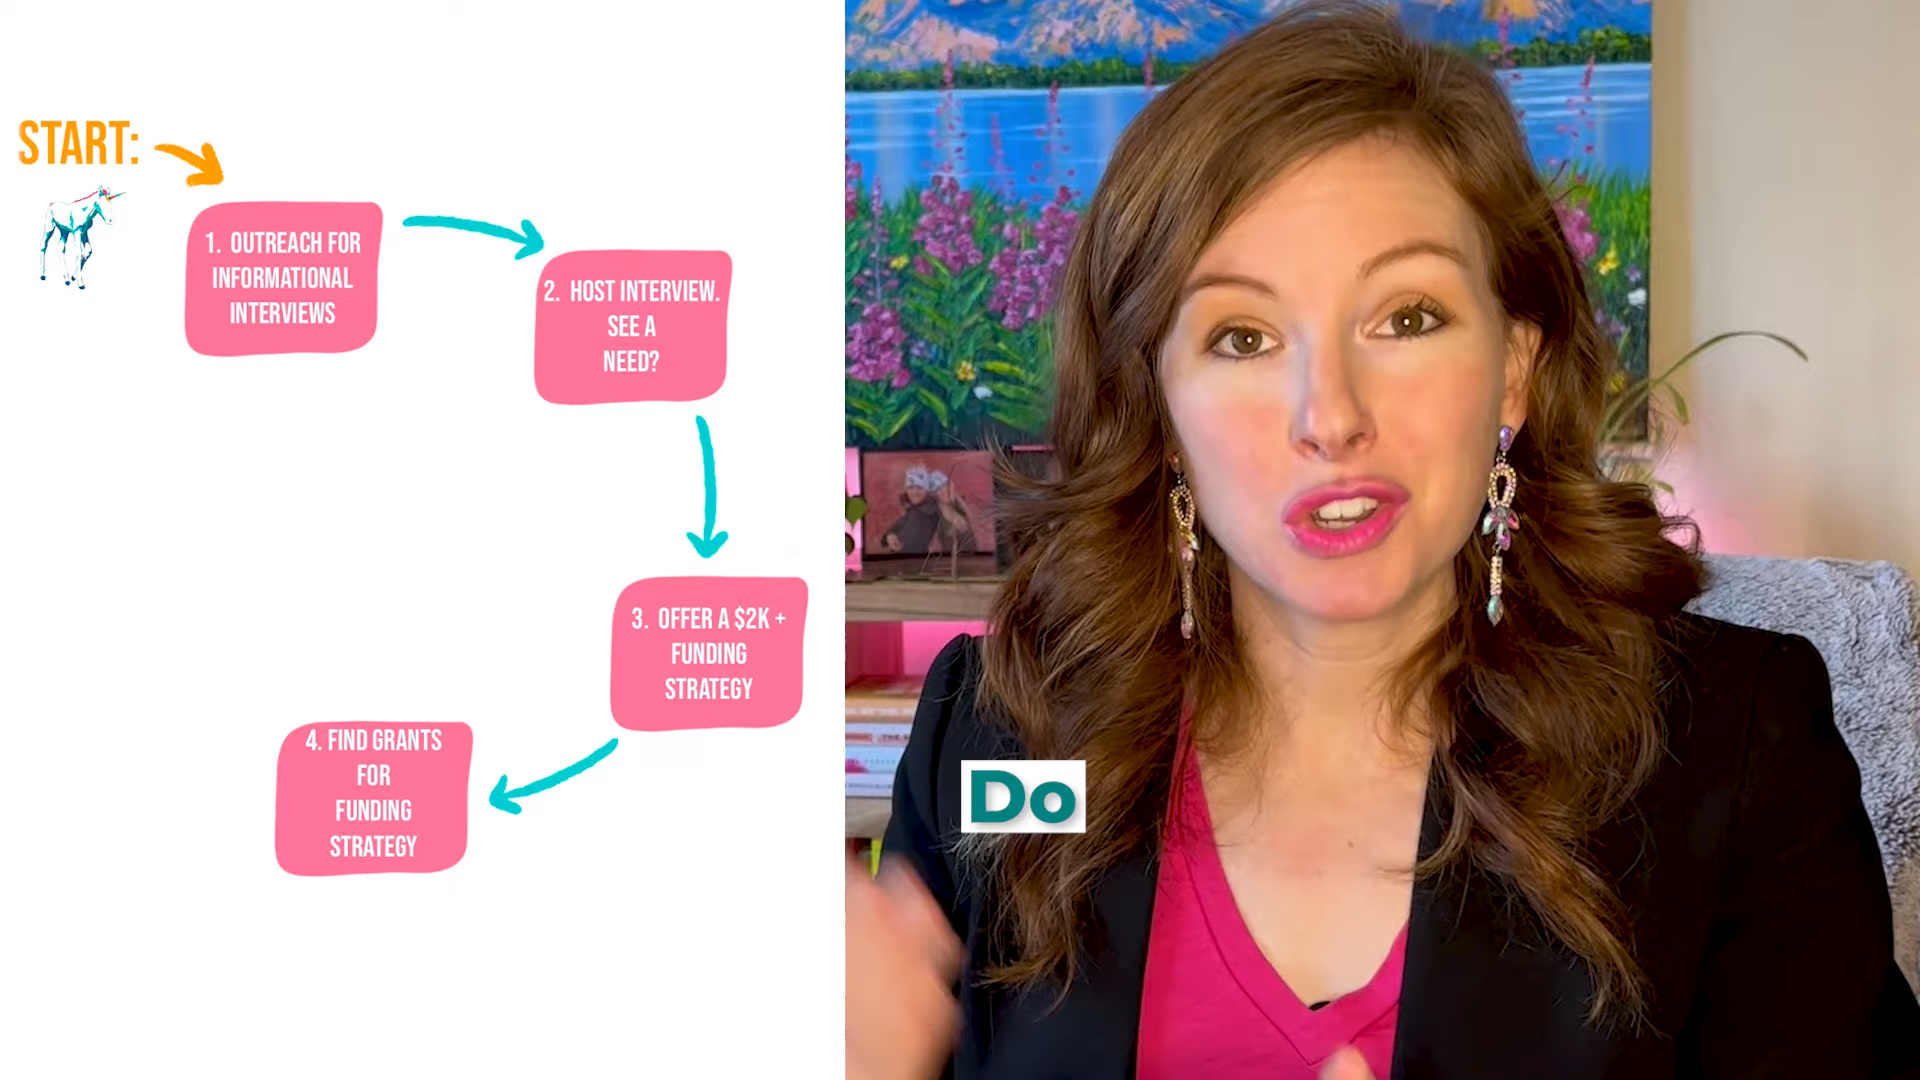 START:
1. OUTREACH FOR
INFORMATIONAL
INTERVIEWS
2. HOST INTERVIEW.
SEE A
NEED?
3. OFFER A $2K +
FUNDING
STRATEGY
4. FIND GRANTS
FOR
FUNDING
STRATEGY
Do